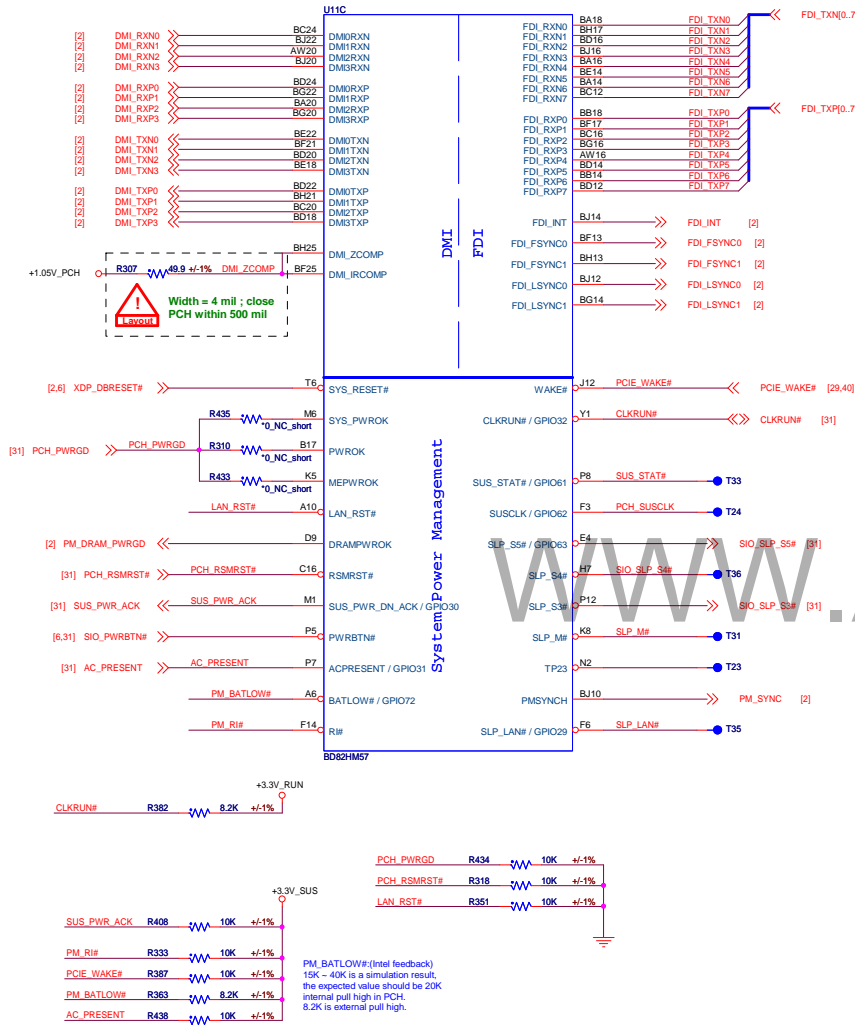 U11C
[2] DMI_RXN0 BC24 DMI0RXN
[2] DMI_RXN1 BJ22 DMI1RXN
[2] DMI_RXN2 AW20 DMI2RXN
[2] DMI_RXN3 BJ20 DMI3RXN
[2] DMI_RXP0 BD24 DMI0RXP
[2] DMI_RXP1 BG22 DMI1RXP
[2] DMI_RXP2 BA20 DMI2RXP
[2] DMI_RXP3 BG20 DMI3RXP
[2] DMI_TXN0 BE22 DMI0TXN
[2] DMI_TXN1 BF21 DMI1TXN
[2] DMI_TXN2 BD20 DMI2TXN
[2] DMI_TXN3 BE18 DMI3TXN
[2] DMI_TXP0 BD22 DMI0TXP
[2] DMI_TXP1 BH21 DMI1TXP
[2] DMI_TXP2 BC20 DMI2TXP
[2] DMI_TXP3 BD18 DMI3TXP
BH25 DMI_ZCOMP
+1.05V_PCH R307 49.9 +/-1% DMI_ZCOMP BF25 DMI_IRCOMP
! Layout
Width = 4 mil ; close
PCH within 500 mil
DMI
FDI
FDI_RXN0 BA18 FDI_TXN0 FDI_TXN[0..7
FDI_RXN1 BH17 FDI_TXN1
FDI_RXN2 BD16 FDI_TXN2
FDI_RXN3 BJ16 FDI_TXN3
FDI_RXN4 BA16 FDI_TXN4
FDI_RXN5 BE14 FDI_TXN5
FDI_RXN6 BA14 FDI_TXN6
FDI_RXN7 BC12 FDI_TXN7
FDI_TXP[0..7
FDI_RXP0 BB18 FDI_TXP0
FDI_RXP1 BF17 FDI_TXP1
FDI_RXP2 BC16 FDI_TXP2
FDI_RXP3 BG16 FDI_TXP3
FDI_RXP4 AW16 FDI_TXP4
FDI_RXP5 BD14 FDI_TXP5
FDI_RXP6 BB14 FDI_TXP6
FDI_RXP7 BD12 FDI_TXP7
FDI_INT BJ14 FDI_INT [2]
FDI_FSYNC0 BF13 FDI_FSYNC0 [2]
FDI_FSYNC1 BH13 FDI_FSYNC1 [2]
FDI_LSYNC0 BJ12 FDI_LSYNC0 [2]
FDI_LSYNC1 BG14 FDI_LSYNC1 [2]
[2,6] XDP_DBRESET# T6 SYS_RESET#
R435 *0_NC_short M6 SYS_PWROK
[31] PCH_PWRGD PCH_PWRGD R310 *0_NC_short B17 PWROK
R433 *0_NC_short K5 MEPWROK
LAN_RST# A10 LAN_RST#
[2] PM_DRAM_PWRGD D9 DRAMPWROK
[31] PCH_RSMRST# PCH_RSMRST# C16 RSMRST#
[31] SUS_PWR_ACK SUS_PWR_ACK M1 SUS_PWR_DN_ACK / GPIO30
[6,31] SIO_PWRBTN# P5 PWRBTN#
[31] AC_PRESENT AC_PRESENT P7 ACPRESENT / GPIO31
PM_BATLOW# A6 BATLOW# / GPIO72
PM_RI# F14 RI#
System Power Management
WAKE# J12 PCIE_WAKE# PCIE_WAKE# [29,40]
CLKRUN# / GPIO32 Y1 CLKRUN# CLKRUN# [31]
SUS_STAT# / GPIO61 P8 SUS_STAT# T33
SUSCLK / GPIO62 F3 PCH_SUSCLK T24
SLP_S5# / GPIO63 E4 SIO_SLP_S5# [31]
SLP_S4# H7 SIO_SLP_S4# T36
SLP_S3# P12 SIO_SLP_S3# [31]
SLP_M# K8 SLP_M# T31
TP23 N2 T23
PMSYNCH BJ10 PM_SYNC [2]
SLP_LAN# / GPIO29 F6 SLP_LAN# T35
BD82HM57
WWW.
+3.3V_RUN
CLKRUN# R382 8.2K +/-1%
PCH_PWRGD R434 10K +/-1%
PCH_RSMRST# R318 10K +/-1%
LAN_RST# R351 10K +/-1%
+3.3V_SUS
SUS_PWR_ACK R408 10K +/-1%
PM_RI# R333 10K +/-1%
PCIE_WAKE# R387 10K +/-1%
PM_BATLOW# R363 8.2K +/-1%
AC_PRESENT R438 10K +/-1%
PM_BATLOW#:(Intel feedback)
15K ~ 40K is a simulation result,
the expected value should be 20K
internal pull high in PCH.
8.2K is external pull high.